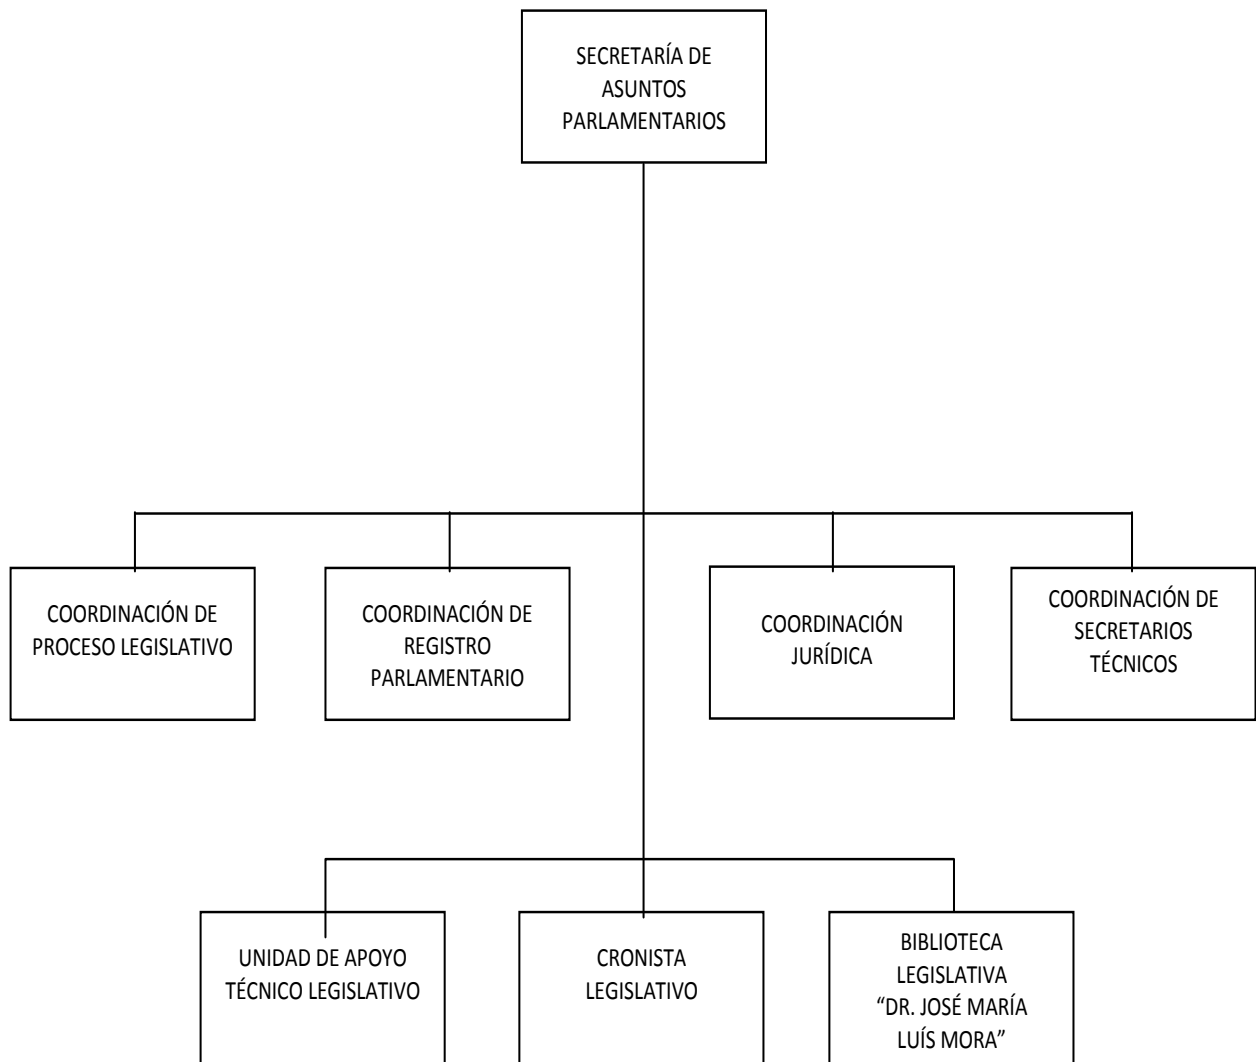 SECRETARÍA DE
ASUNTOS
PARLAMENTARIOS
COORDINACIÓN DE
PROCESO LEGISLATIVO
COORDINACIÓN DE
REGISTRO
PARLAMENTARIO
COORDINACIÓN
JURÍDICA
COORDINACIÓN DE
SECRETARIOS
TÉCNICOS
UNIDAD DE APOYO
TÉCNICO LEGISLATIVO
CRONISTA
LEGISLATIVO
BIBLIOTECA
LEGISLATIVA
“DR. JOSÉ MARÍA
LUÍS MORA”